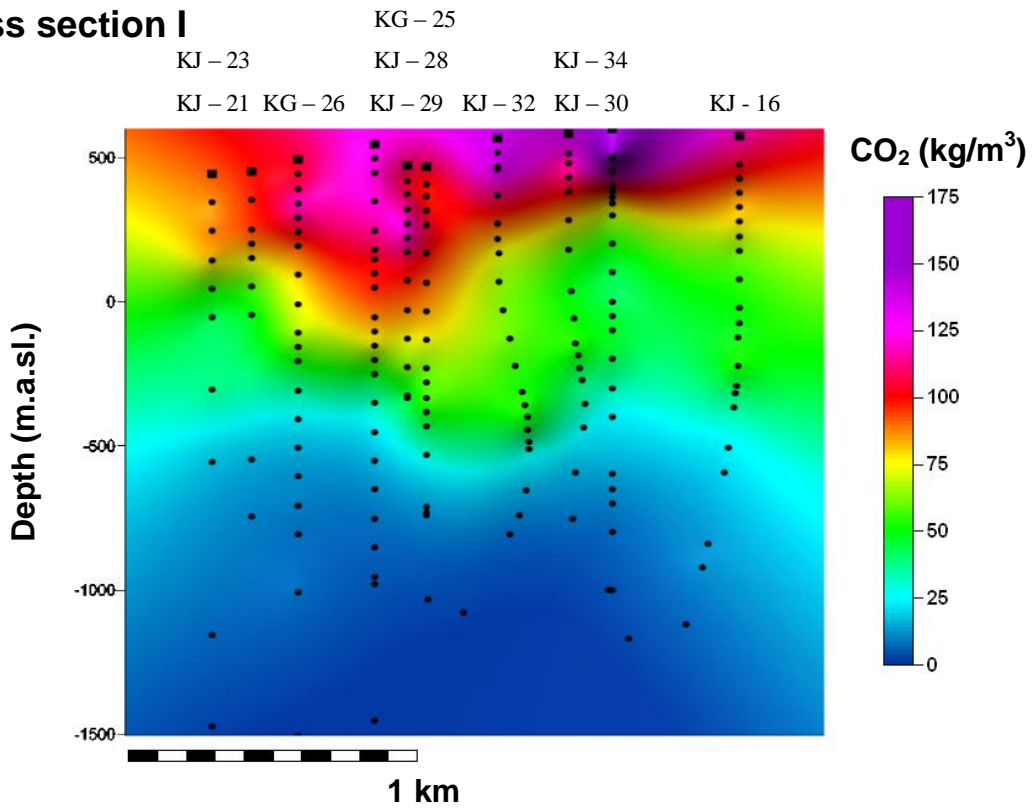 ss section I
KG – 25
KJ – 23 KJ – 28 KJ – 34
KJ – 21 KG – 26 KJ – 29 KJ – 32 KJ – 30 KJ - 16
CO₂ (kg/m³)
175
150
125
100
75
50
25
0
Depth (m.a.sl.)
500
0
-500
-1000
-1500
1 km